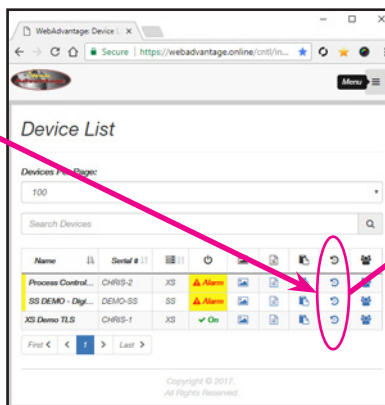 WebAdvantage: Device L
Secure | https://webadvantage.online/cntl/in...
Menu
Device List
Devices Per Page:
100
Search Devices
Name Serial #
Process Control... CHRIS-2 XS Alarm
SS DEMO - Digi... DEMO-SS SS Alarm
XS Demo TLS CHRIS-1 XS On
First 1 Last
Copyright © 2017,
All Rights Reserved.